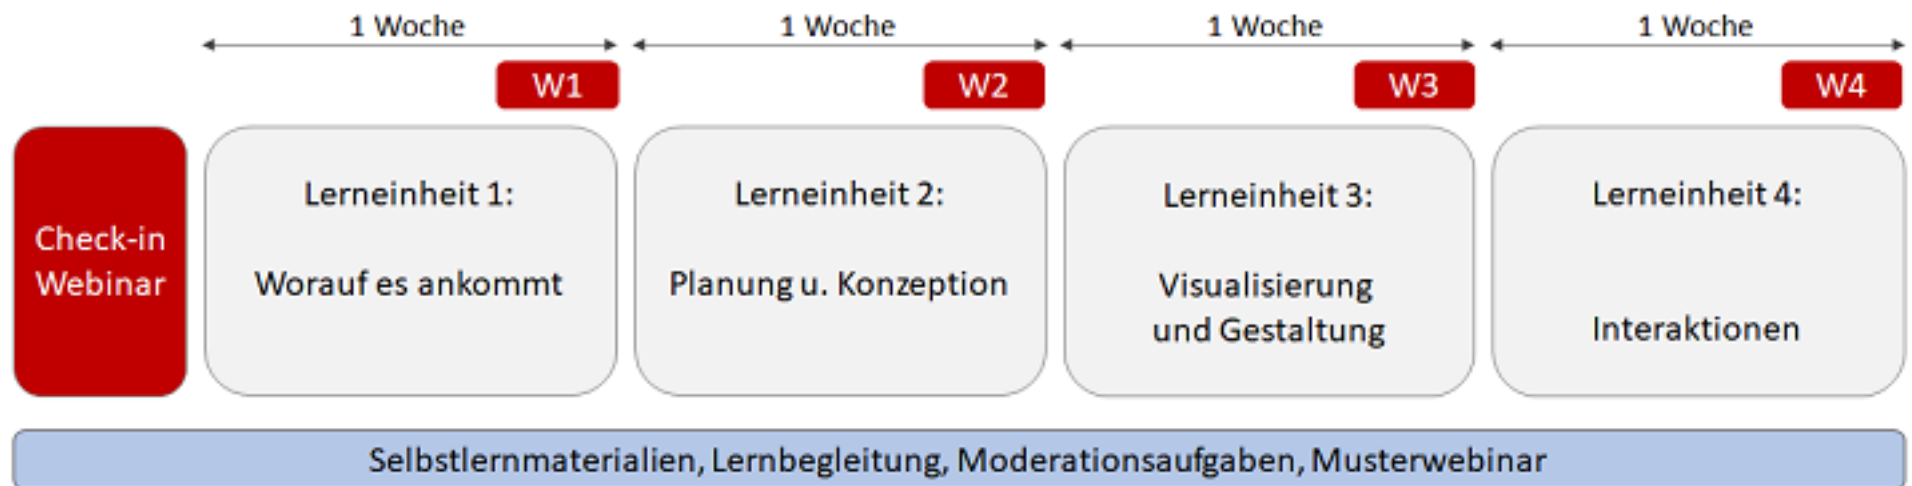 1 Woche
1 Woche
1 Woche
1 Woche
W1
W2
W3
W4
Check-in
Webinar
Lerneinheit 1:
Worauf es ankommt
Lerneinheit 2:
Planung u. Konzeption
Lerneinheit 3:
Visualisierung
und Gestaltung
Lerneinheit 4:
Interaktionen
Selbstlernmaterialien, Lernbegleitung, Moderationsaufgaben, Musterwebinar